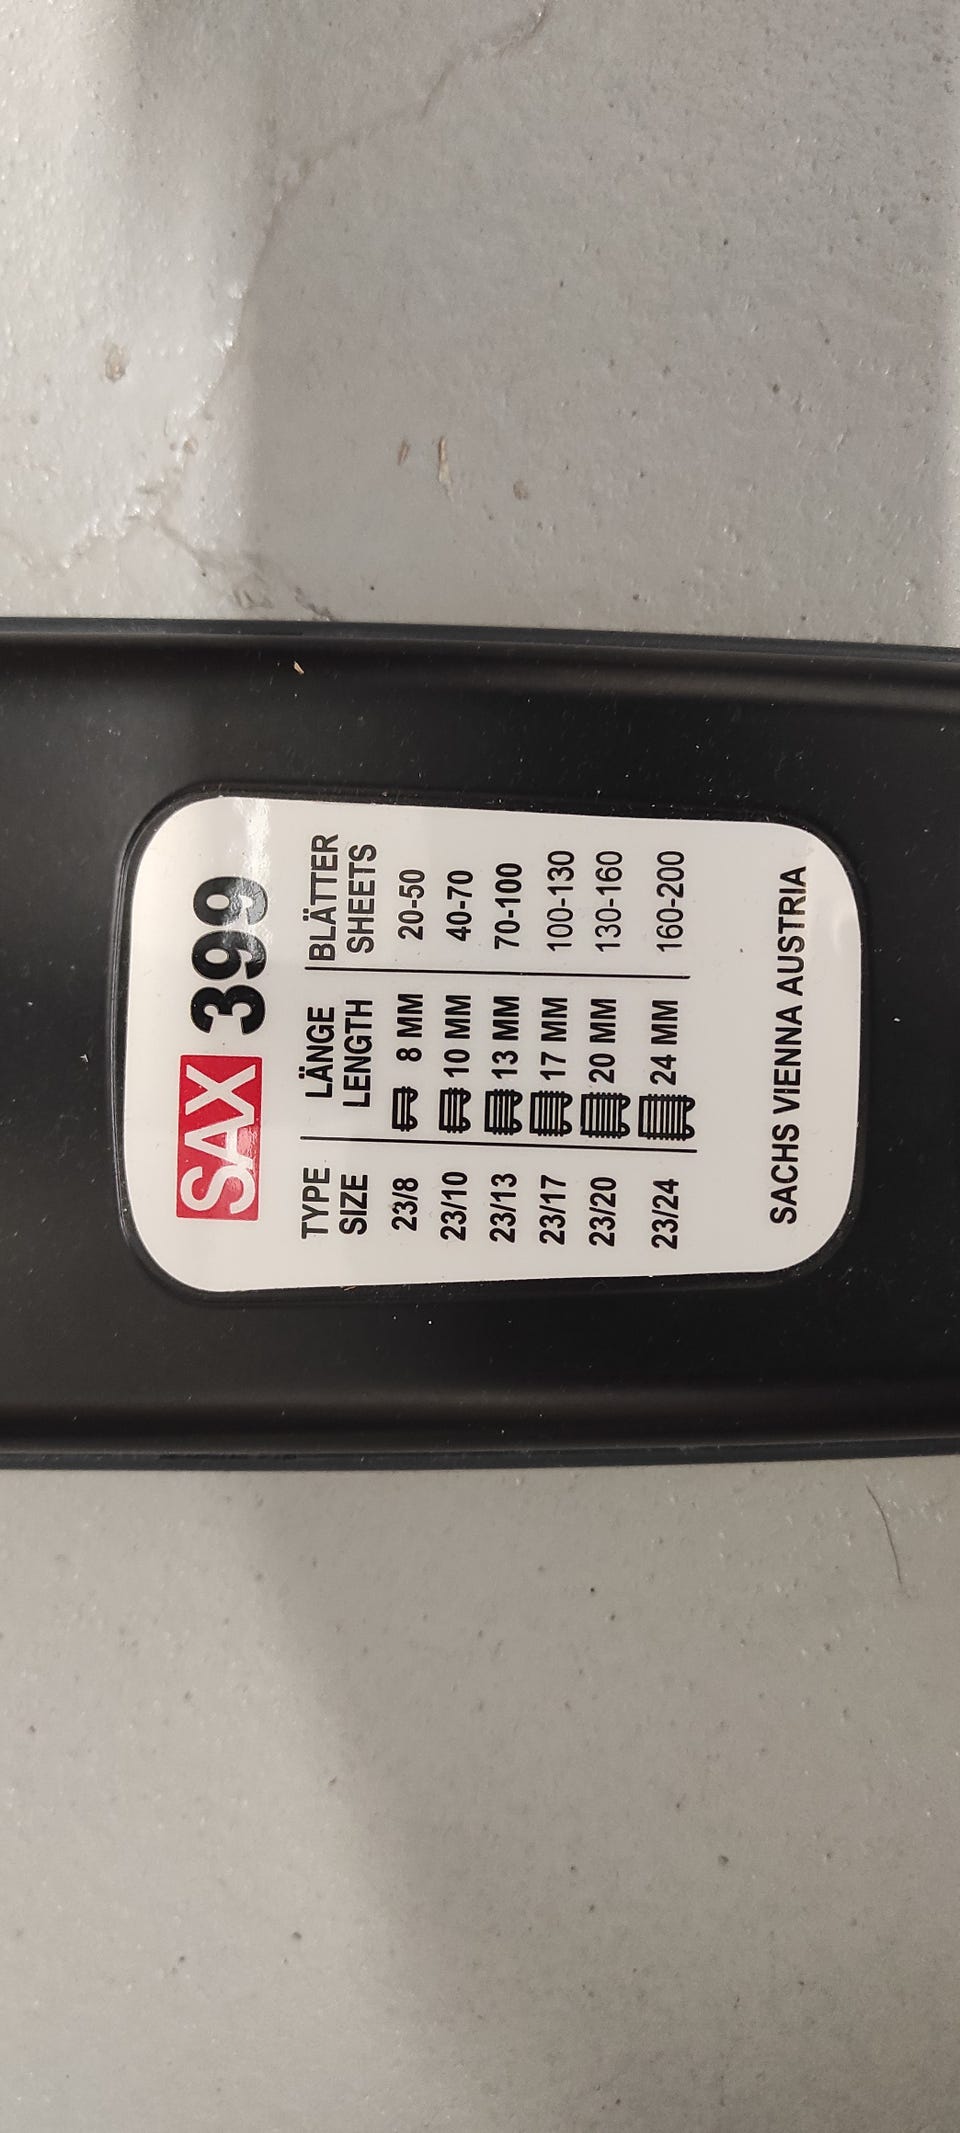 SAX 399
TYPE LÄNGE BLÄTTER
SIZE LENGTH SHEETS
23/8 8 MM 20-50
23/10 10 MM 40-70
23/13 13 MM 70-100
23/17 17 MM 100-130
23/20 20 MM 130-160
23/24 24 MM 160-200
SACHS VIENNA AUSTRIA